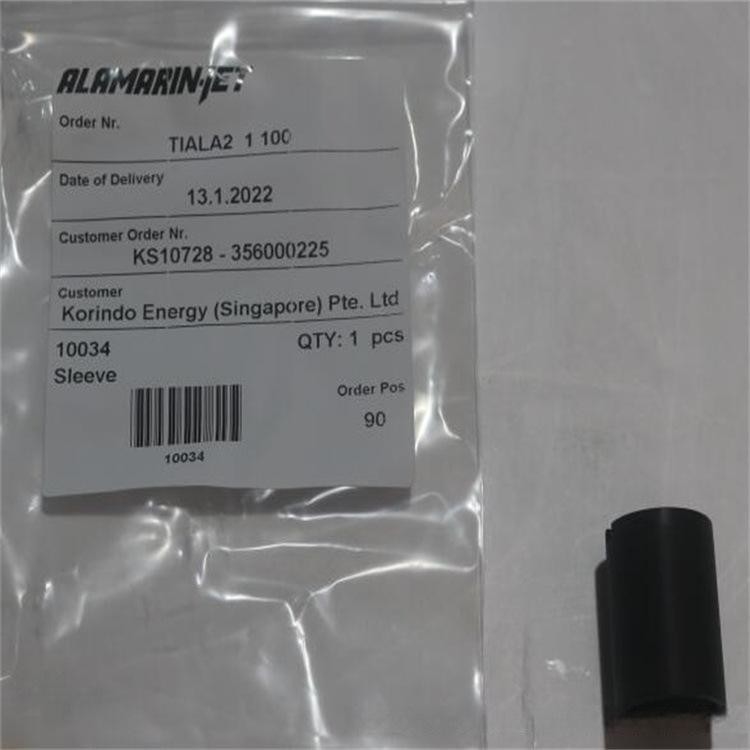 ALAMARIN-JET
Order Nr.
TIALA2 1 100
Date of Delivery
13.1.2022
Customer Order Nr.
KS10728 - 356000225
Customer
Korindo Energy (Singapore) Pte. Ltd
10034 QTY: 1 pcs
Sleeve
Order Pos
90
10034